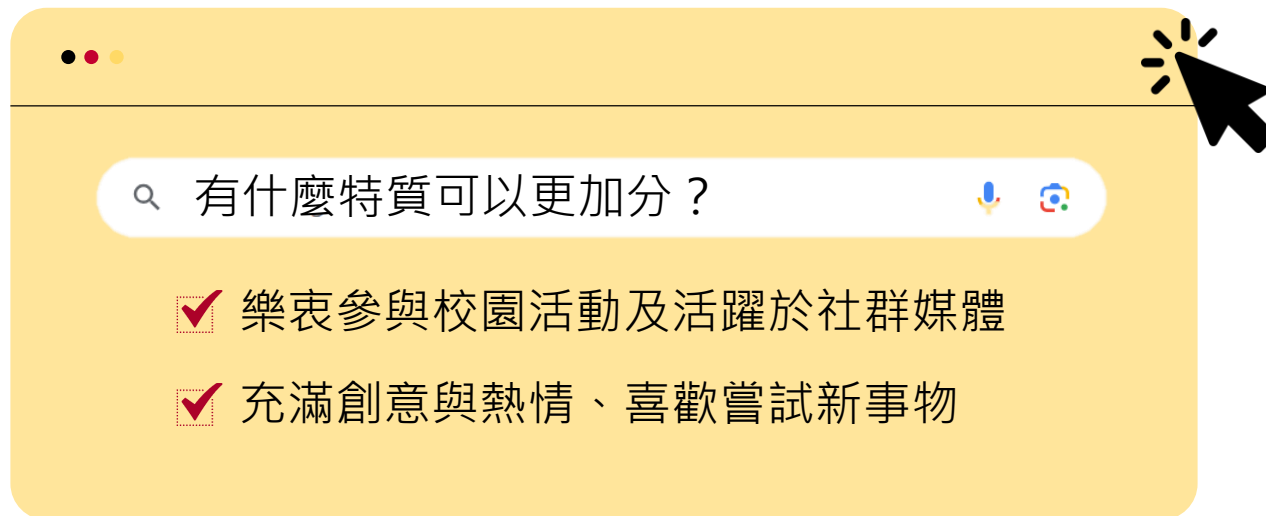 有什麼特質可以更加分？
樂衷參與校園活動及活躍於社群媒體
充滿創意與熱情、喜歡嘗試新事物